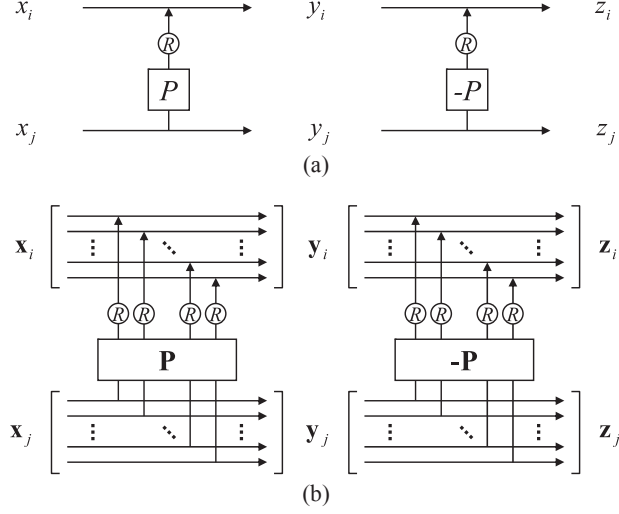 x_i y_i z_i
R R
P -P
x_j y_j z_j
(a)
x_i y_i z_i
R R R R R R R R
P -P
x_j y_j z_j
(b)